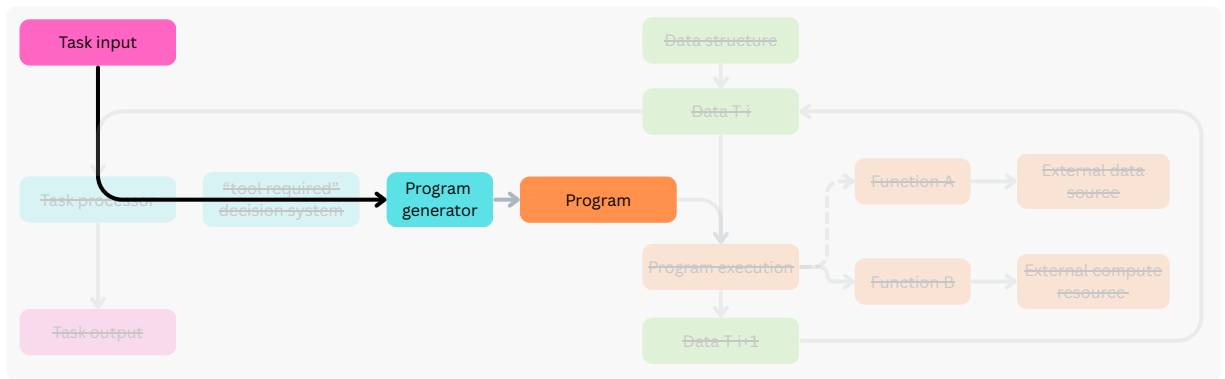 Task input
Data structure
Data T i
Task processor
"tool required"
decision system
Program
generator
Program
Function A
External data
source
Program execution
Function B
External compute
resource
Task output
Data T i+1